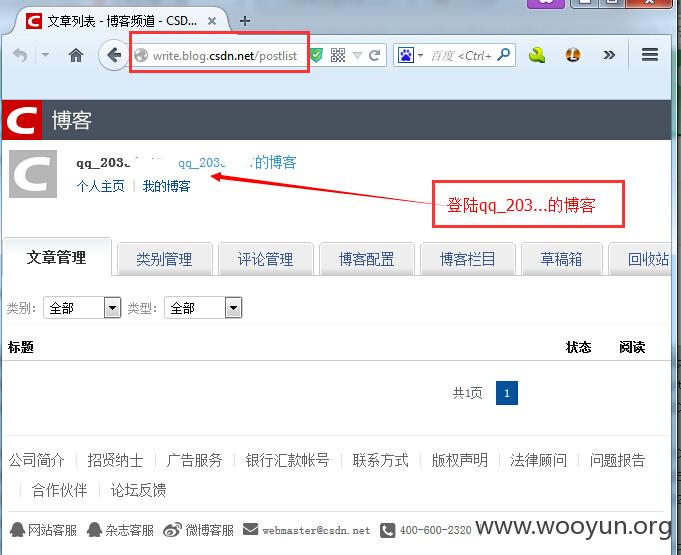 文章列表 - 博客频道 - CSD...
write.blog.csdn.net/postlist
百度 <Ctrl+
博客
qq_203 qq_203 的博客
个人主页 | 我的博客
登陆qq_203...的博客
文章管理 类别管理 评论管理 博客配置 博客栏目 草稿箱 回收站
类别: 全部 类型: 全部
标题 状态 阅读
共1页 1
公司简介 | 招贤纳士 | 广告服务 | 银行汇款帐号 | 联系方式 | 版权声明 | 法律顾问 | 问题报告
| 合作伙伴 | 论坛反馈
网站客服 杂志客服 微博客服 webmaster@csdn.net 400-600-2320
www.wooyun.org